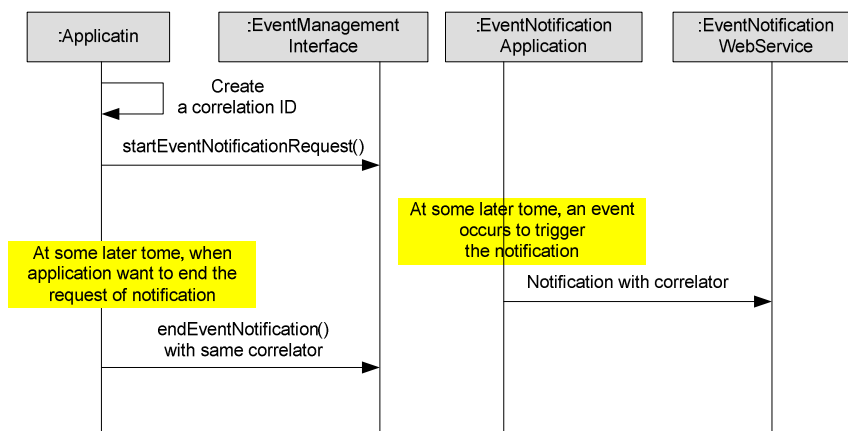 :Applicatin
:EventManagement
Interface
:EventNotification
Application
:EventNotification
WebService
Create
a correlation ID
startEventNotificationRequest()
At some later tome, an event
occurs to trigger
the notification
At some later tome, when
application want to end the
request of notification
Notification with correlator
endEventNotification()
with same correlator